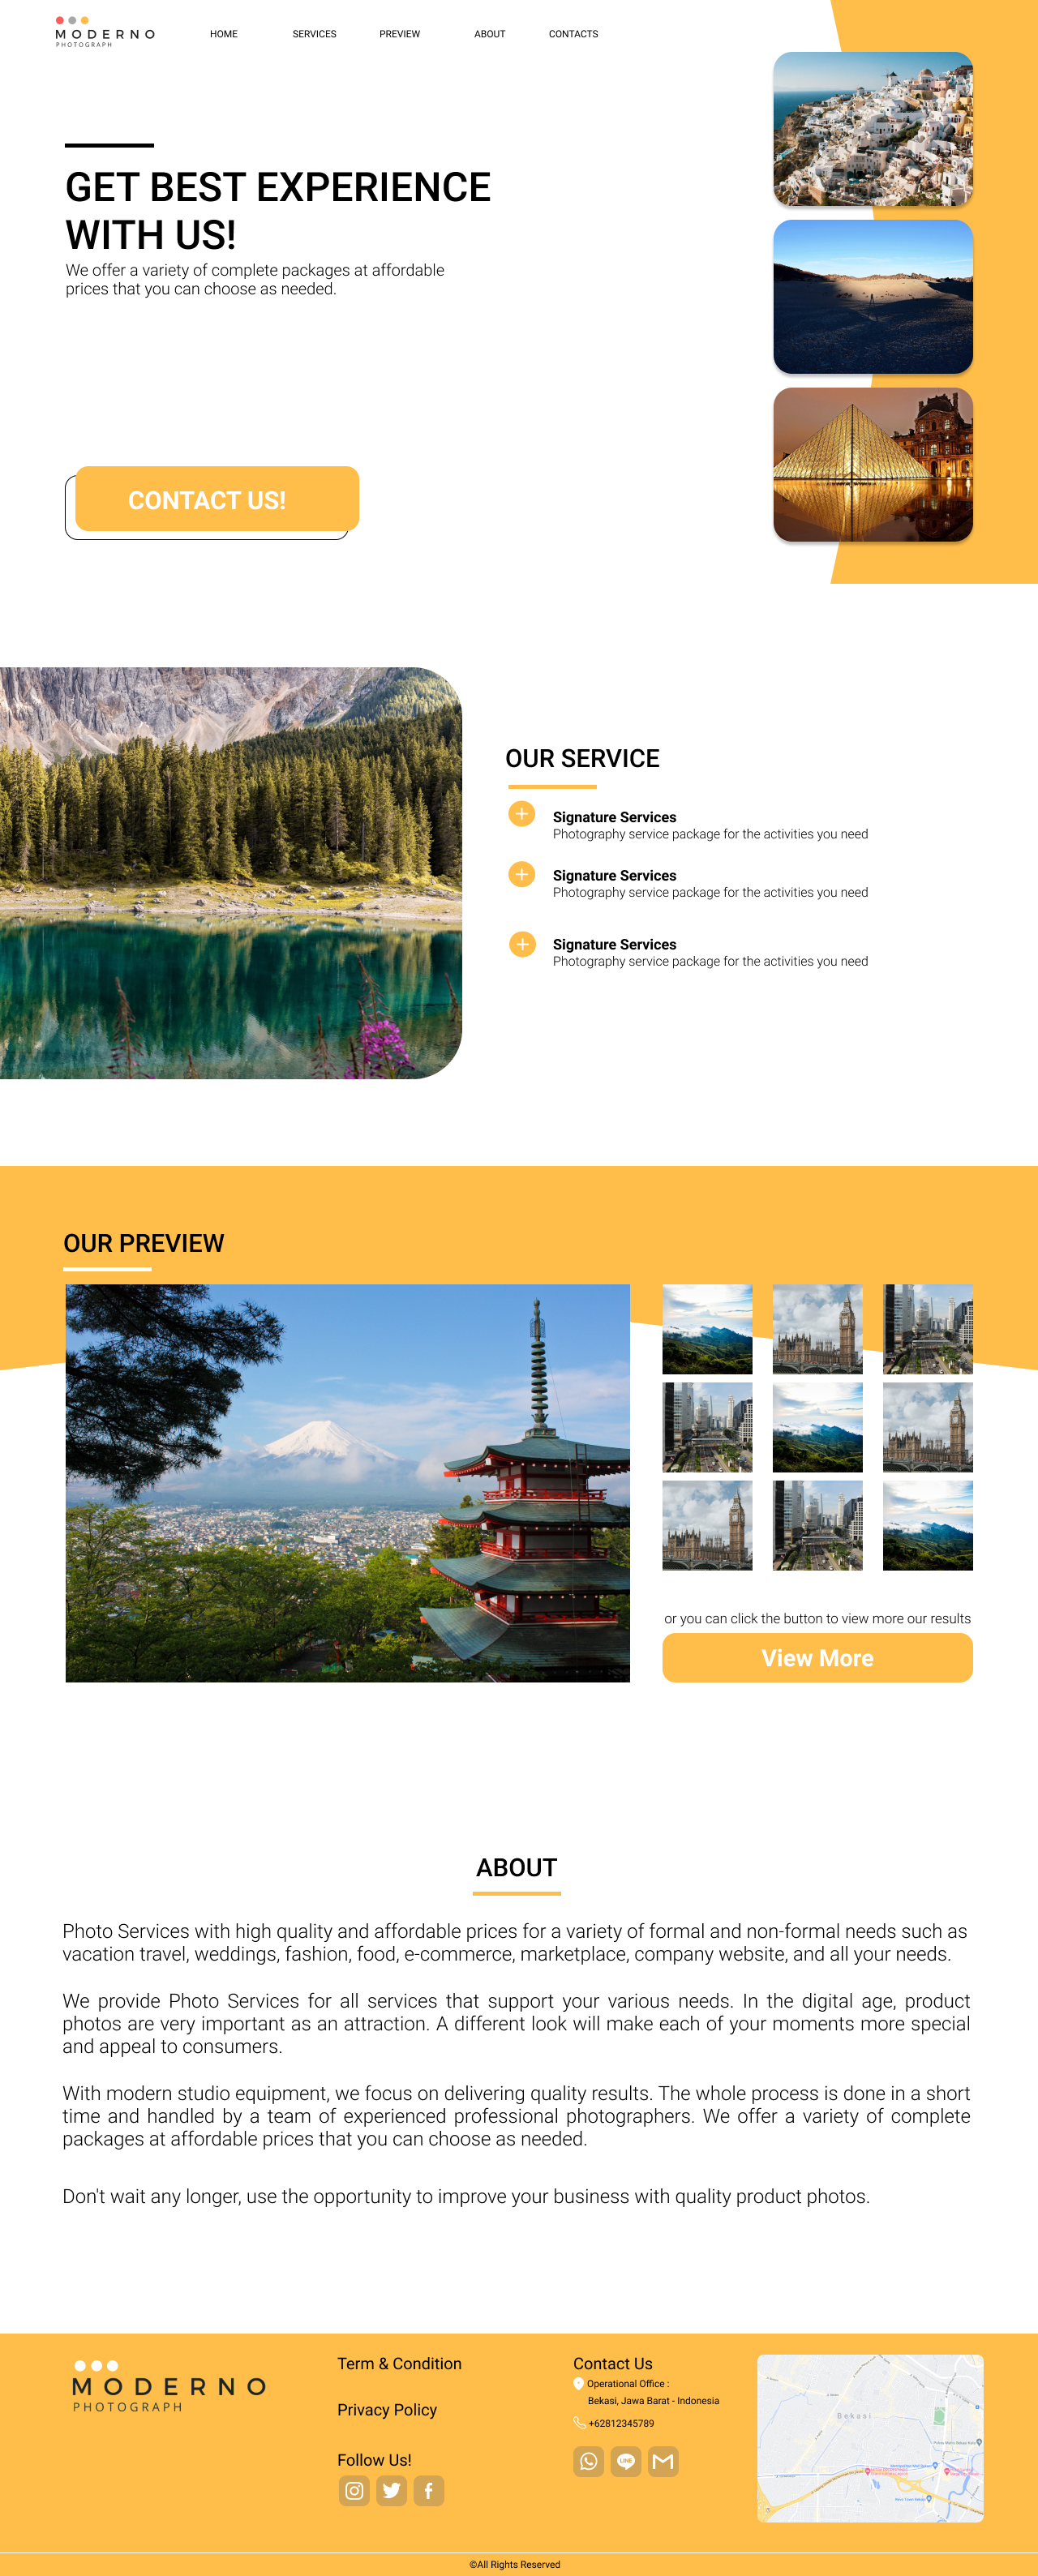 MODERNO
PHOTOGRAPH
HOME SERVICES PREVIEW ABOUT CONTACTS
GET BEST EXPERIENCE
WITH US!
We offer a variety of complete packages at affordable
prices that you can choose as needed.
CONTACT US!
OUR SERVICE
Signature Services
Photography service package for the activities you need
Signature Services
Photography service package for the activities you need
Signature Services
Photography service package for the activities you need
OUR PREVIEW
or you can click the button to view more our results
View More
ABOUT
Photo Services with high quality and affordable prices for a variety of formal and non-formal needs such as
vacation travel, weddings, fashion, food, e-commerce, marketplace, company website, and all your needs.
We provide Photo Services for all services that support your various needs. In the digital age, product
photos are very important as an attraction. A different look will make each of your moments more special
and appeal to consumers.
With modern studio equipment, we focus on delivering quality results. The whole process is done in a short
time and handled by a team of experienced professional photographers. We offer a variety of complete
packages at affordable prices that you can choose as needed.
Don't wait any longer, use the opportunity to improve your business with quality product photos.
MODERNO
PHOTOGRAPH
Term & Condition
Privacy Policy
Follow Us!
Contact Us
Operational Office :
Bekasi, Jawa Barat - Indonesia
+62812345789
LINE
Bekasi
©All Rights Reserved